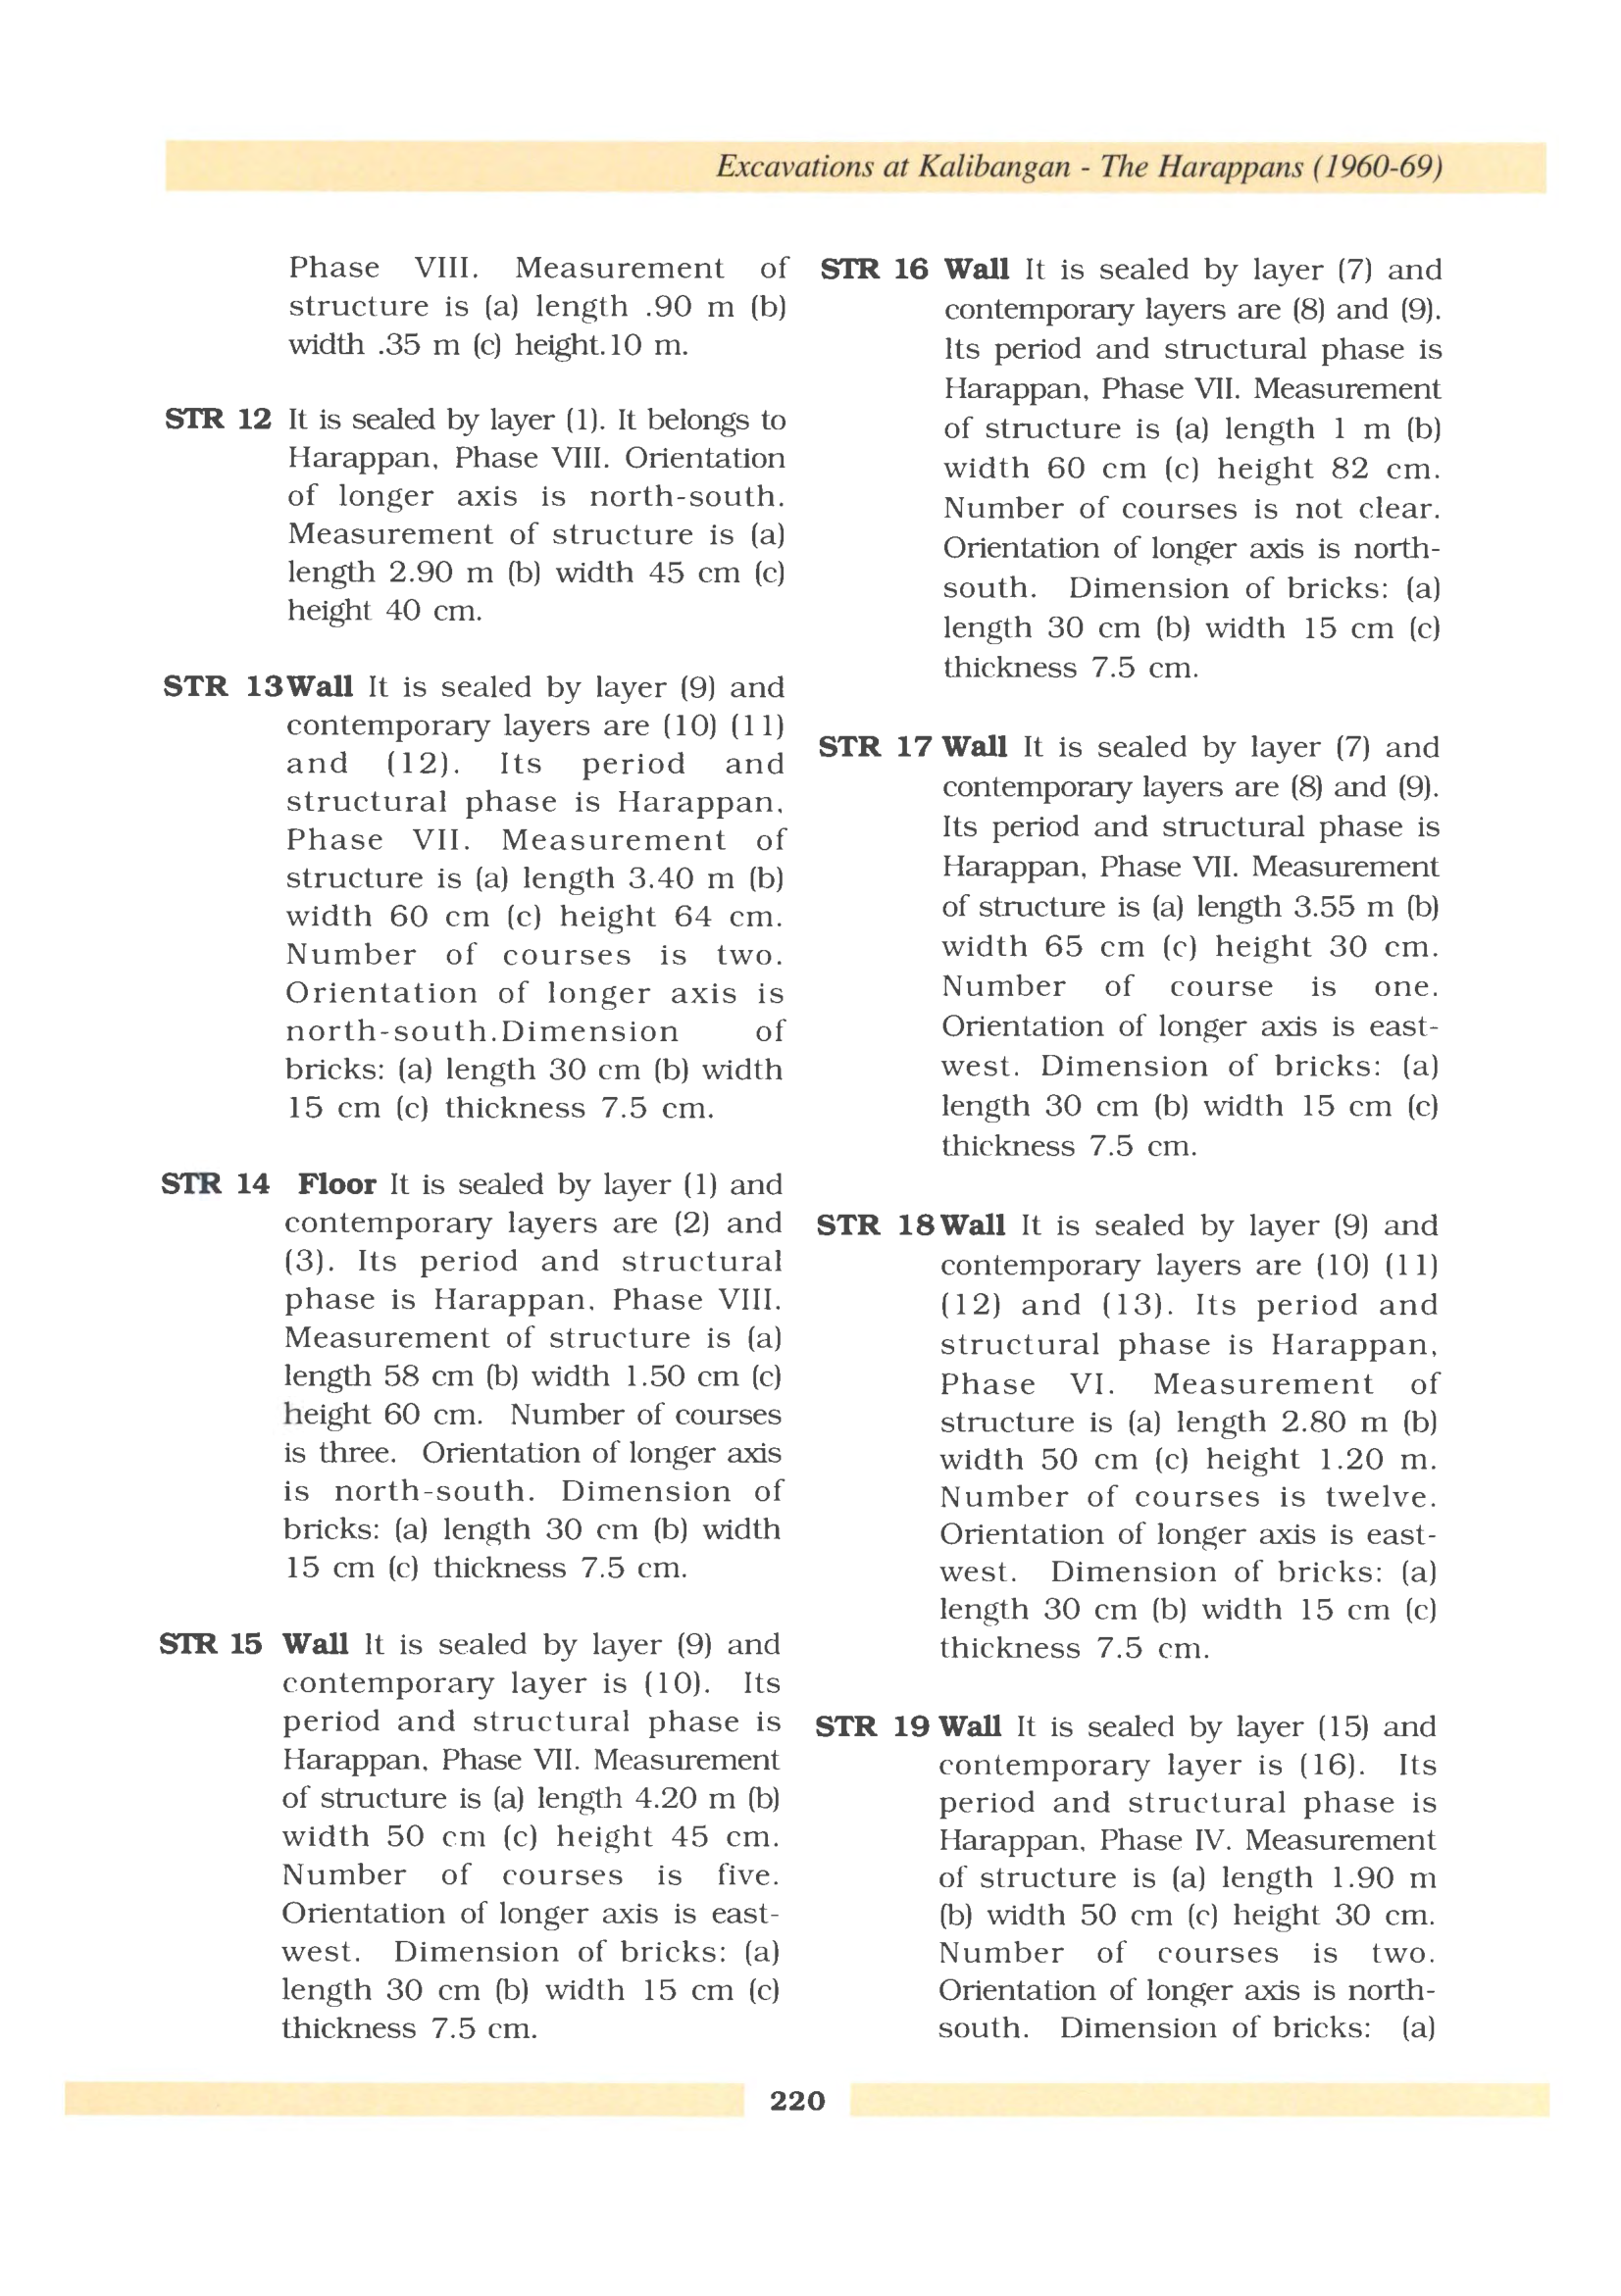 Excavations at Kalibangan - The Harappans (1960-69)
Phase VIII. Measurement of
structure is (a) length .90 m (b)
width .35 m (c) height.10 m.
STR 12 It is sealed by layer (1). It belongs to
Harappan, Phase VIII. Orientation
of longer axis is north-south.
Measurement of structure is (a)
length 2.90 m (b) width 45 cm (c)
height 40 cm.
STR 13 Wall It is sealed by layer (9) and
contemporary layers are (10) (11)
and (12). Its period and
structural phase is Harappan,
Phase VII. Measurement of
structure is (a) length 3.40 m (b)
width 60 cm (c) height 64 cm.
Number of courses is two.
Orientation of longer axis is
north-south.Dimension of
bricks: (a) length 30 cm (b) width
15 cm (c) thickness 7.5 cm.
STR 14 Floor It is sealed by layer (1) and
contemporary layers are (2) and
(3). Its period and structural
phase is Harappan, Phase VIII.
Measurement of structure is (a)
length 58 cm (b) width 1.50 cm (c)
height 60 cm. Number of courses
is three. Orientation of longer axis
is north-south. Dimension of
bricks: (a) length 30 cm (b) width
15 cm (c) thickness 7.5 cm.
STR 15 Wall It is sealed by layer (9) and
contemporary layer is (10). Its
period and structural phase is
Harappan, Phase VII. Measurement
of structure is (a) length 4.20 m (b)
width 50 cm (c) height 45 cm.
Number of courses is five.
Orientation of longer axis is east-
west. Dimension of bricks: (a)
length 30 cm (b) width 15 cm (c)
thickness 7.5 cm.
STR 16 Wall It is sealed by layer (7) and
contemporary layers are (8) and (9).
Its period and structural phase is
Harappan, Phase VII. Measurement
of structure is (a) length 1 m (b)
width 60 cm (c) height 82 cm.
Number of courses is not clear.
Orientation of longer axis is north-
south. Dimension of bricks: (a)
length 30 cm (b) width 15 cm (c)
thickness 7.5 cm.
STR 17 Wall It is sealed by layer (7) and
contemporary layers are (8) and (9).
Its period and structural phase is
Harappan, Phase VII. Measurement
of structure is (a) length 3.55 m (b)
width 65 cm (c) height 30 cm.
Number of course is one.
Orientation of longer axis is east-
west. Dimension of bricks: (a)
length 30 cm (b) width 15 cm (c)
thickness 7.5 cm.
STR 18 Wall It is sealed by layer (9) and
contemporary layers are (10) (11)
(12) and (13). Its period and
structural phase is Harappan,
Phase VI. Measurement of
structure is (a) length 2.80 m (b)
width 50 cm (c) height 1.20 m.
Number of courses is twelve.
Orientation of longer axis is east-
west. Dimension of bricks: (a)
length 30 cm (b) width 15 cm (c)
thickness 7.5 cm.
STR 19 Wall It is sealed by layer (15) and
contemporary layer is (16). Its
period and structural phase is
Harappan, Phase IV. Measurement
of structure is (a) length 1.90 m
(b) width 50 cm (c) height 30 cm.
Number of courses is two.
Orientation of longer axis is north-
south. Dimension of bricks: (a)
220